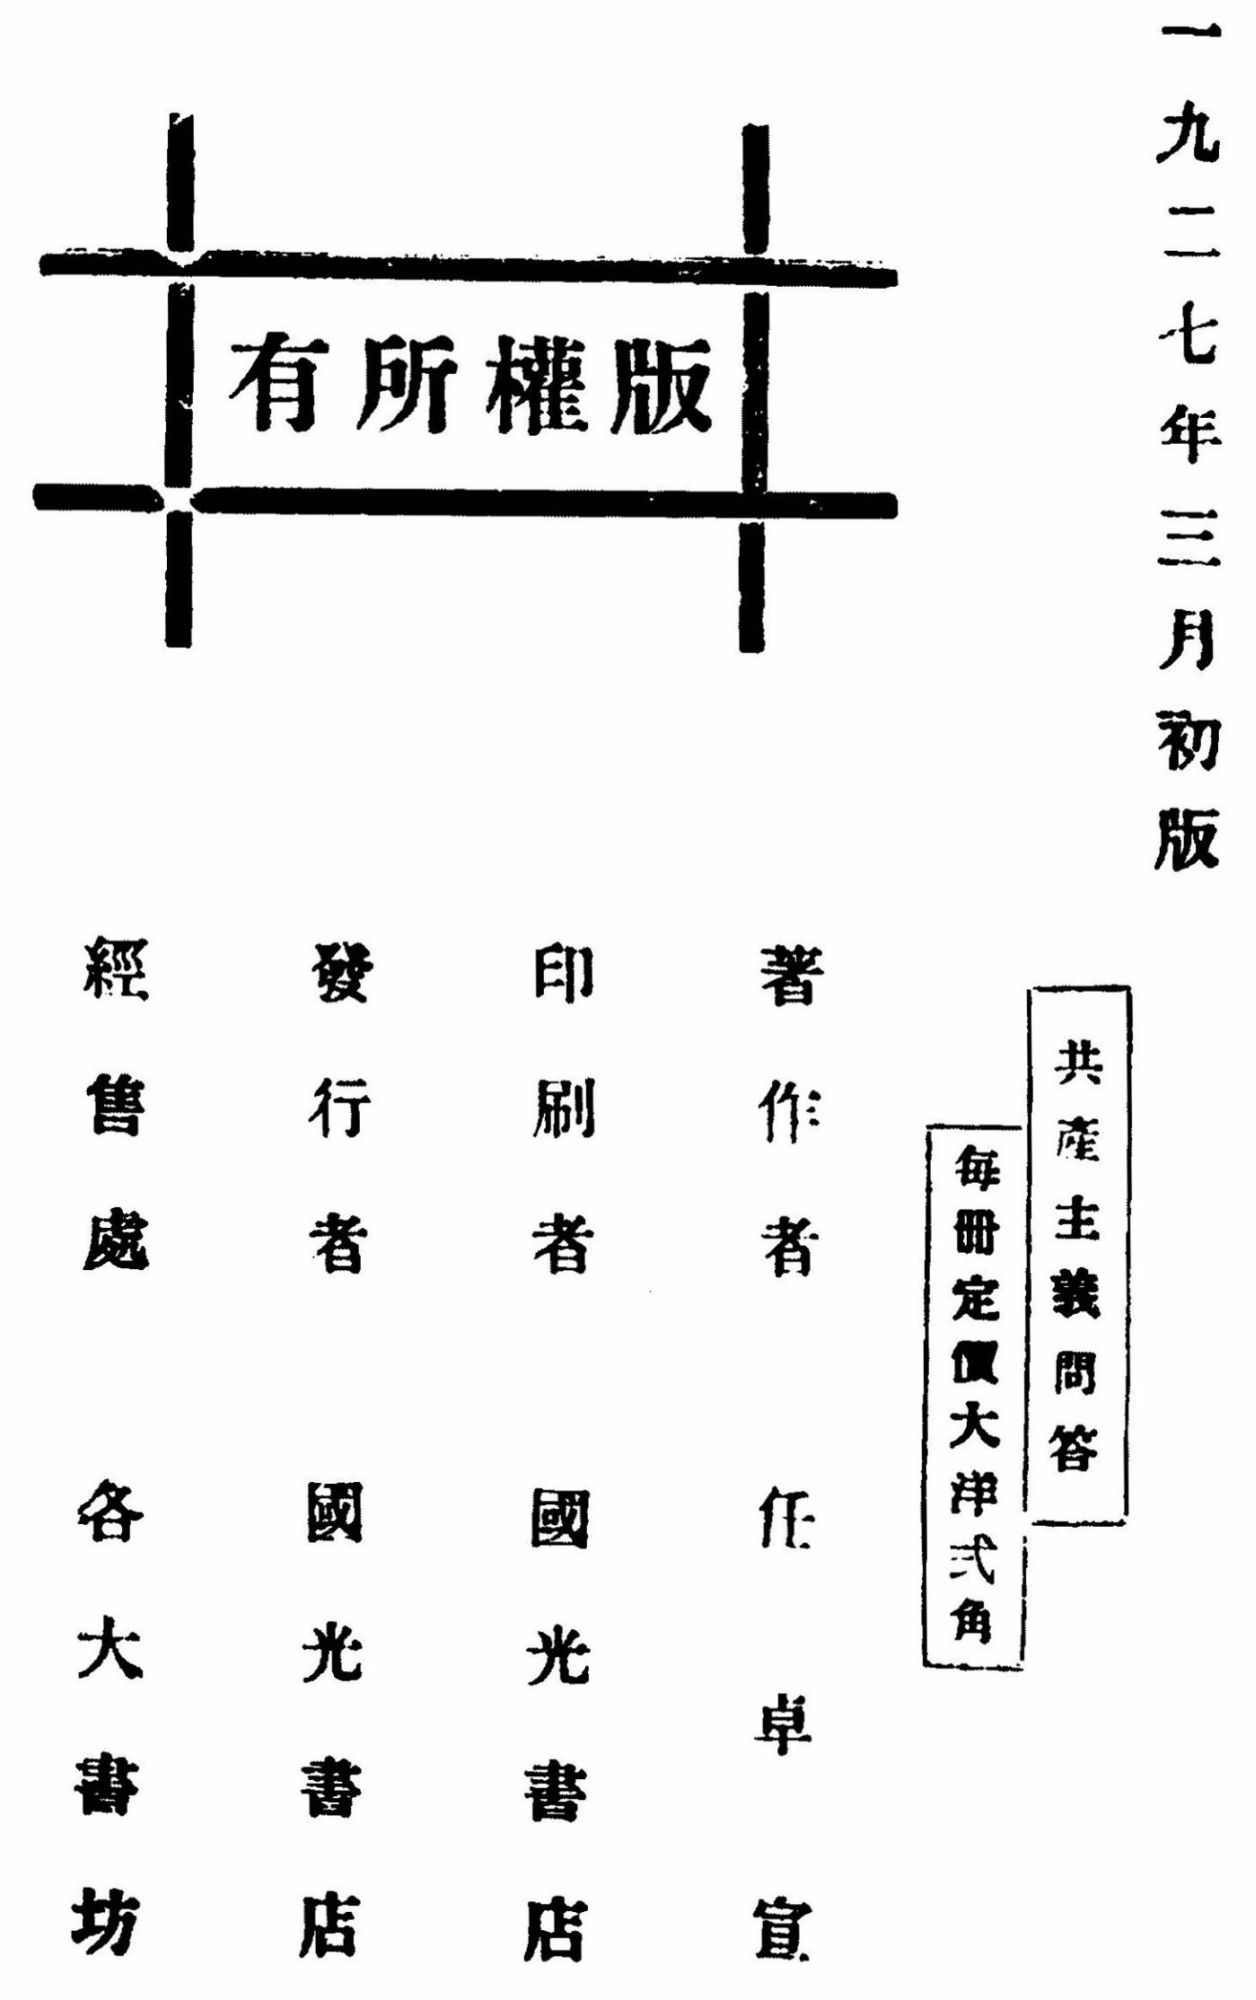 一九二七年三月初版
共產主義問答
每冊定價大洋弍角
版權所有
著作者 任卓宣
印刷者 國光書店
發行者 國光書店
經售處 各大書坊